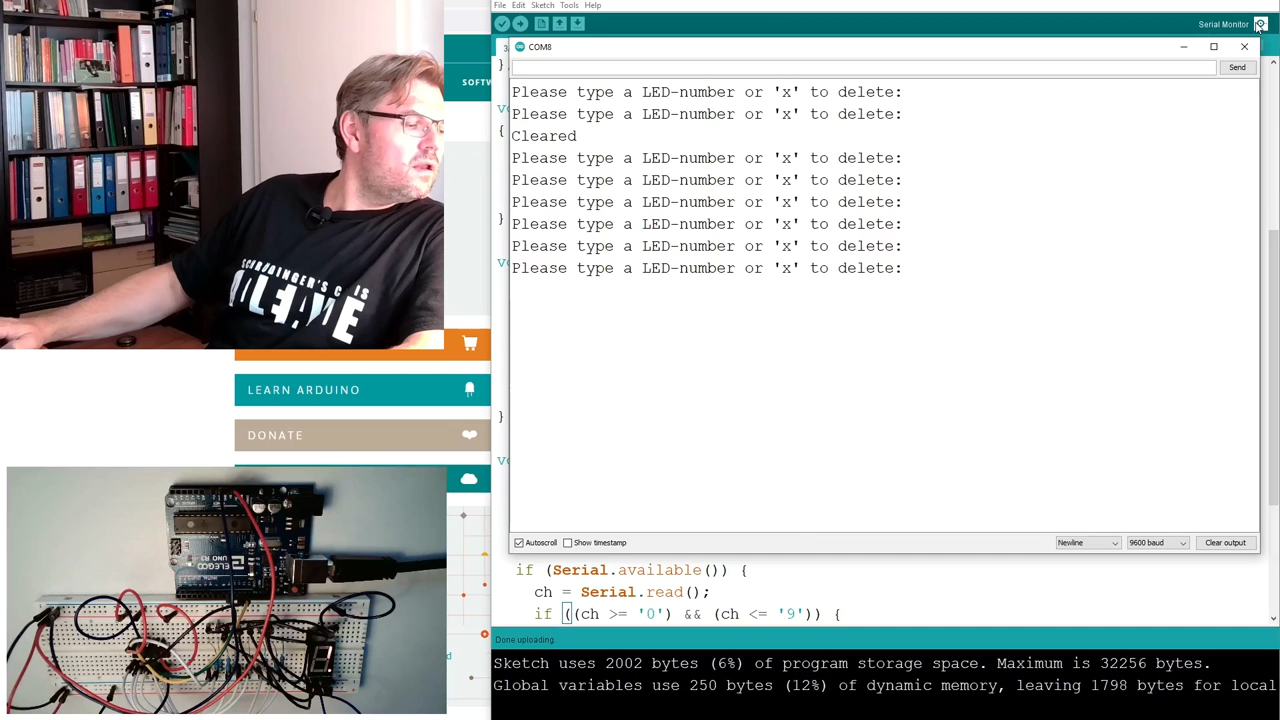 File Edit Sketch Tools Help
Serial Monitor
COM8
Send
SOFTW
Please type a LED-number or 'x' to delete:
Please type a LED-number or 'x' to delete:
Cleared
Please type a LED-number or 'x' to delete:
Please type a LED-number or 'x' to delete:
Please type a LED-number or 'x' to delete:
Please type a LED-number or 'x' to delete:
Please type a LED-number or 'x' to delete:
Please type a LED-number or 'x' to delete:
}
{
}
}
SCHRÖDINGER'S C IS
LEARN ARDUINO
DONATE
Autoscroll Show timestamp Newline 9600 baud Clear output
if (Serial.available()) {
ch = Serial.read();
if ((ch >= '0') && (ch <= '9')) {
Done uploading.
Sketch uses 2002 bytes (6%) of program storage space. Maximum is 32256 bytes.
Global variables use 250 bytes (12%) of dynamic memory, leaving 1798 bytes for local
UNO R3
ELEGOO